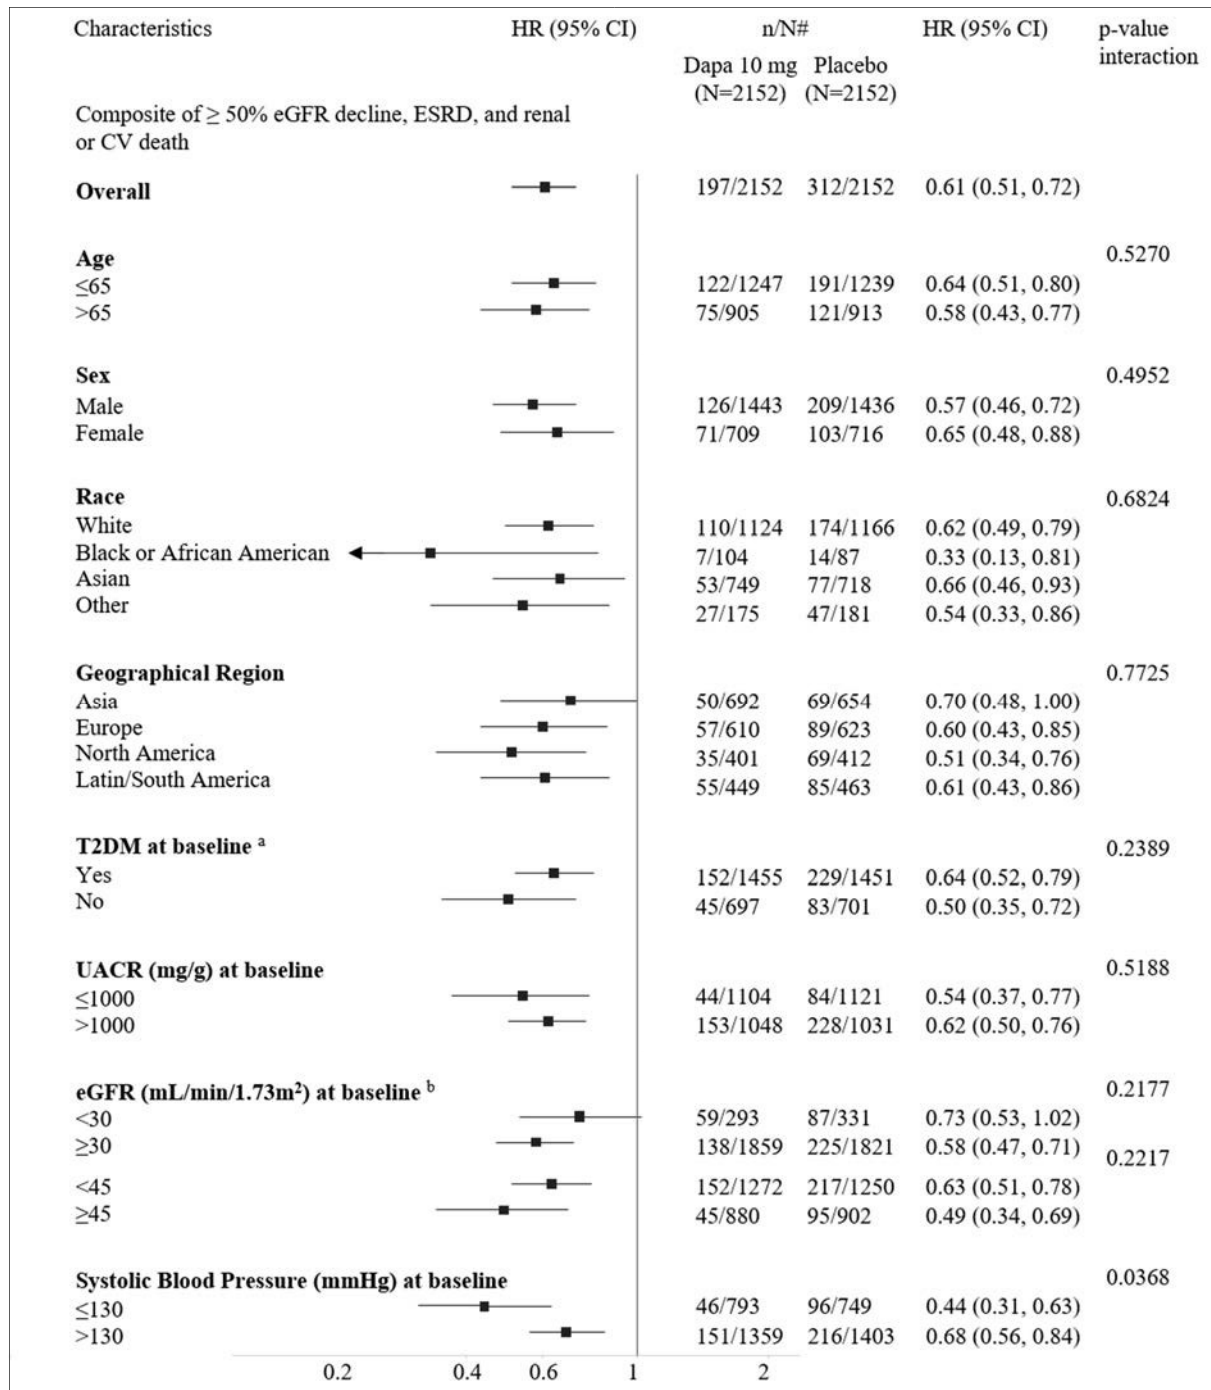 Characteristics HR (95% CI) n/N# HR (95% CI) p-value
interaction
Dapa 10 mg Placebo
(N=2152) (N=2152)
Composite of ≥ 50% eGFR decline, ESRD, and renal
or CV death
Overall 197/2152 312/2152 0.61 (0.51, 0.72)
Age 0.5270
≤65 122/1247 191/1239 0.64 (0.51, 0.80)
>65 75/905 121/913 0.58 (0.43, 0.77)
Sex 0.4952
Male 126/1443 209/1436 0.57 (0.46, 0.72)
Female 71/709 103/716 0.65 (0.48, 0.88)
Race 0.6824
White 110/1124 174/1166 0.62 (0.49, 0.79)
Black or African American 7/104 14/87 0.33 (0.13, 0.81)
Asian 53/749 77/718 0.66 (0.46, 0.93)
Other 27/175 47/181 0.54 (0.33, 0.86)
Geographical Region 0.7725
Asia 50/692 69/654 0.70 (0.48, 1.00)
Europe 57/610 89/623 0.60 (0.43, 0.85)
North America 35/401 69/412 0.51 (0.34, 0.76)
Latin/South America 55/449 85/463 0.61 (0.43, 0.86)
T2DM at baseline ᵃ 0.2389
Yes 152/1455 229/1451 0.64 (0.52, 0.79)
No 45/697 83/701 0.50 (0.35, 0.72)
UACR (mg/g) at baseline 0.5188
≤1000 44/1104 84/1121 0.54 (0.37, 0.77)
>1000 153/1048 228/1031 0.62 (0.50, 0.76)
eGFR (mL/min/1.73m²) at baseline ᵇ 0.2177
<30 59/293 87/331 0.73 (0.53, 1.02)
≥30 138/1859 225/1821 0.58 (0.47, 0.71)
0.2217
<45 152/1272 217/1250 0.63 (0.51, 0.78)
≥45 45/880 95/902 0.49 (0.34, 0.69)
Systolic Blood Pressure (mmHg) at baseline 0.0368
≤130 46/793 96/749 0.44 (0.31, 0.63)
>130 151/1359 216/1403 0.68 (0.56, 0.84)
0.2 0.4 0.6 1 2